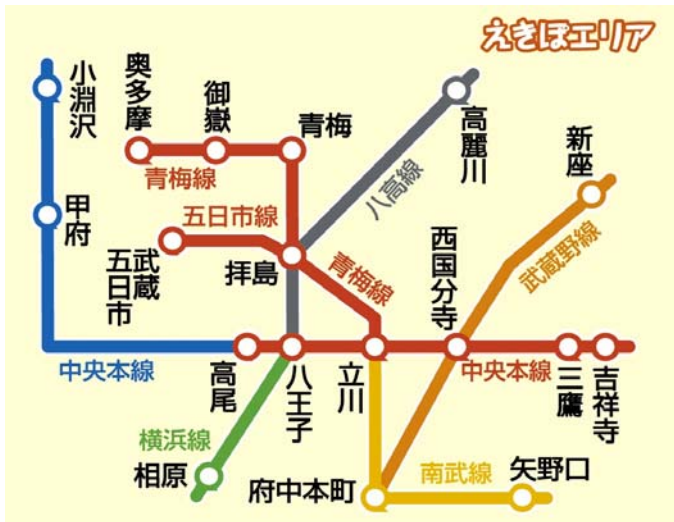 えきぽエリア
小淵沢
奥多摩
御嶽
青梅
高麗川
新座
青梅線
八高線
甲府
五日市線
武蔵五日市
拝島
青梅線
西国分寺
武蔵野線
中央本線
高尾
八王子
立川
中央本線
三鷹
吉祥寺
横浜線
相原
府中本町
南武線
矢野口